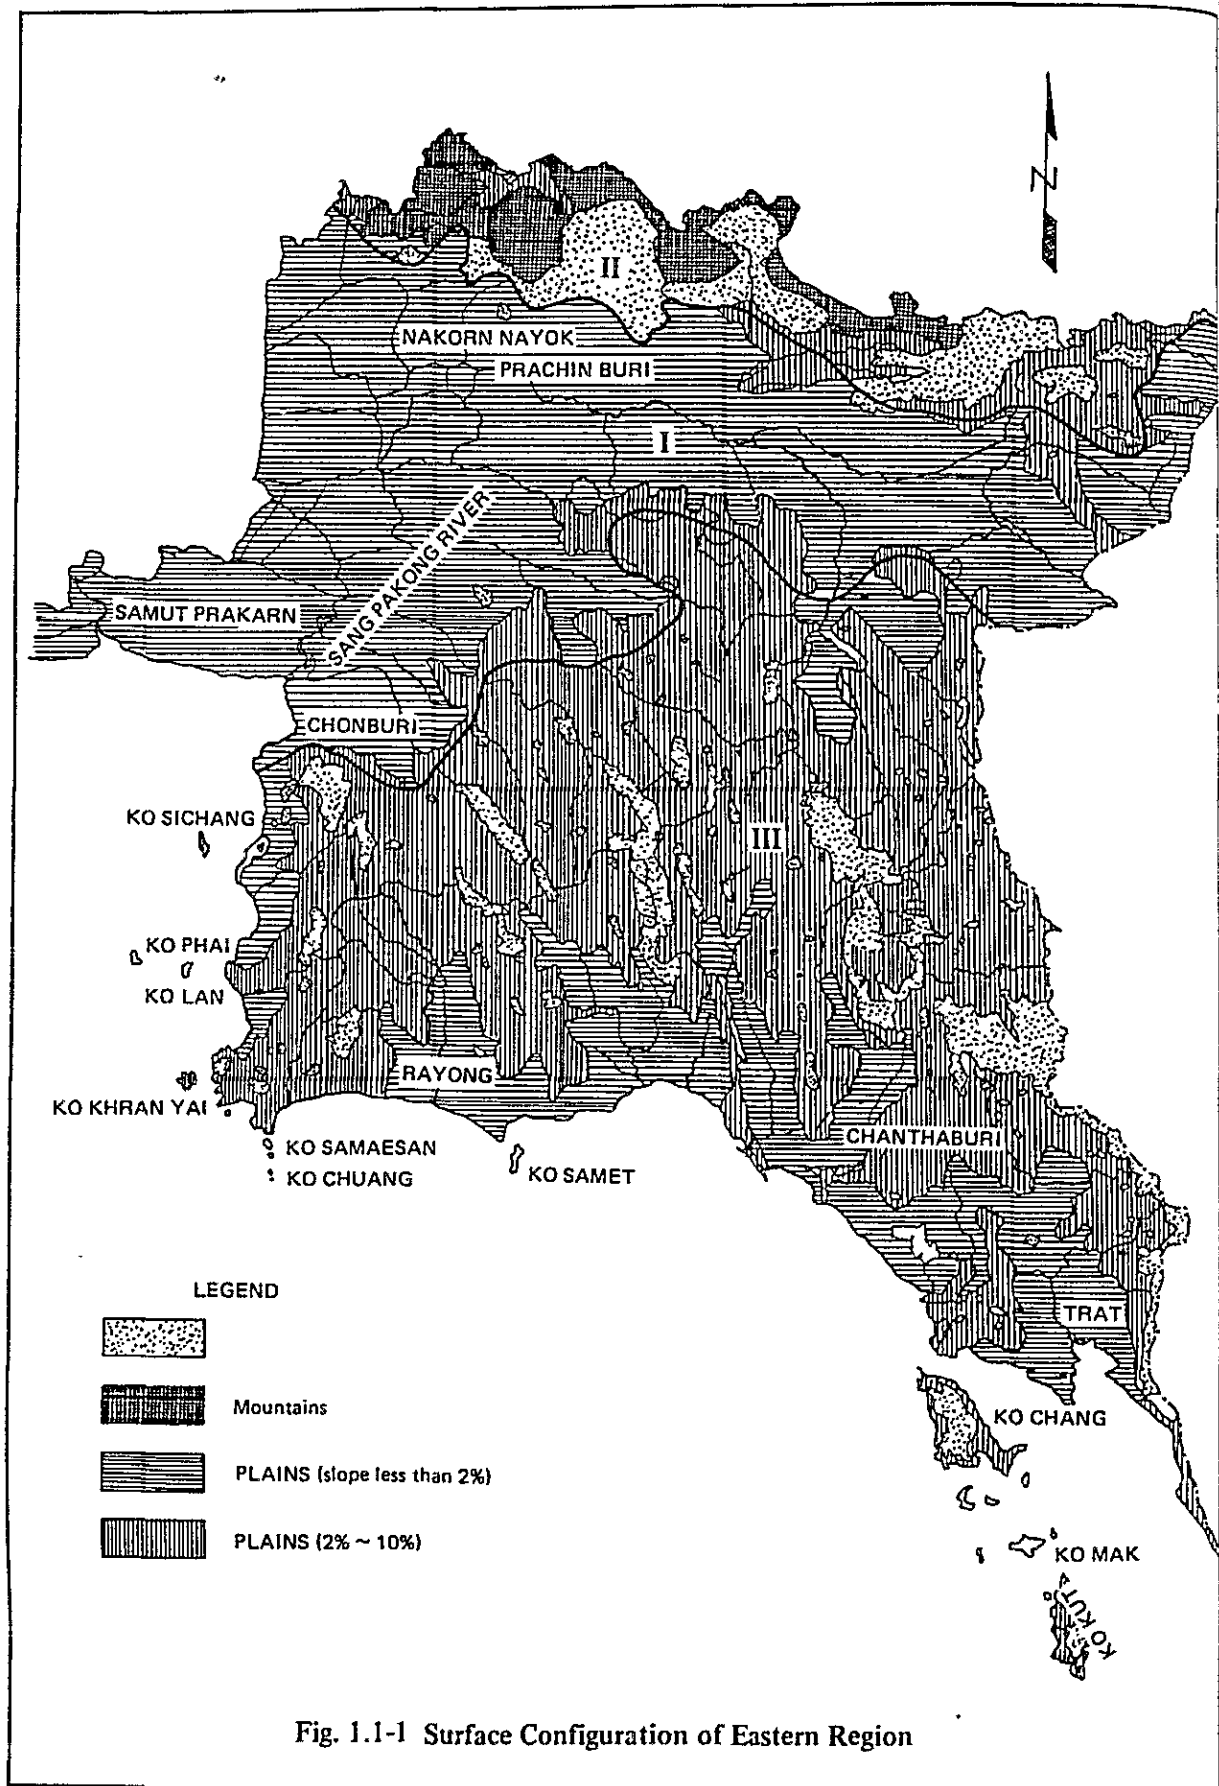 N
II
NAKORN NAYOK
PRACHIN BURI
I
SANG PAKONG RIVER
SAMUT PRAKARN
CHONBURI
KO SICHANG
III
KO PHAI
KO LAN
RAYONG
KO KHRAN YAI
CHANTHABURI
KO SAMAESAN
KO CHUANG
KO SAMET
LEGEND
TRAT
Mountains
KO CHANG
PLAINS (slope less than 2%)
PLAINS (2% ~ 10%)
KO MAK
KO KUT
Fig. 1.1-1 Surface Configuration of Eastern Region